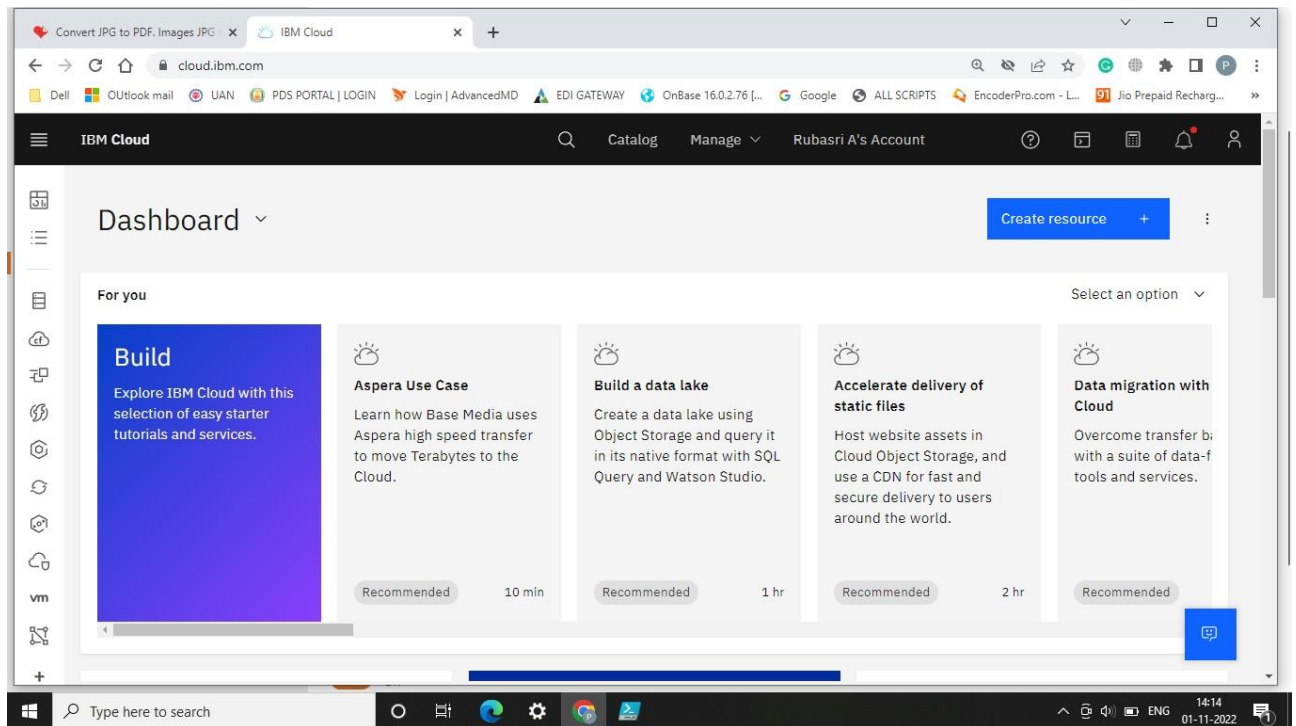 Convert JPG to PDF. Images JPG
IBM Cloud
cloud.ibm.com
P
Dell
OUtlook mail
UAN
PDS PORTAL | LOGIN
Login | AdvancedMD
EDI GATEWAY
OnBase 16.0.2.76 [...
G Google
ALL SCRIPTS
EncoderPro.com - L...
91 Jio Prepaid Recharg...
»
IBM Cloud
Catalog
Manage
Rubasri A's Account
Dashboard
Create resource +
For you
Select an option
Build
Explore IBM Cloud with this
selection of easy starter
tutorials and services.
Aspera Use Case
Learn how Base Media uses
Aspera high speed transfer
to move Terabytes to the
Cloud.
Recommended
10 min
Build a data lake
Create a data lake using
Object Storage and query it
in its native format with SQL
Query and Watson Studio.
Recommended
1 hr
Accelerate delivery of
static files
Host website assets in
Cloud Object Storage, and
use a CDN for fast and
secure delivery to users
around the world.
Recommended
2 hr
Data migration with
Cloud
Overcome transfer ba
with a suite of data-f
tools and services.
Recommended
cf
vm
Type here to search
ENG
14:14
01-11-2022
1